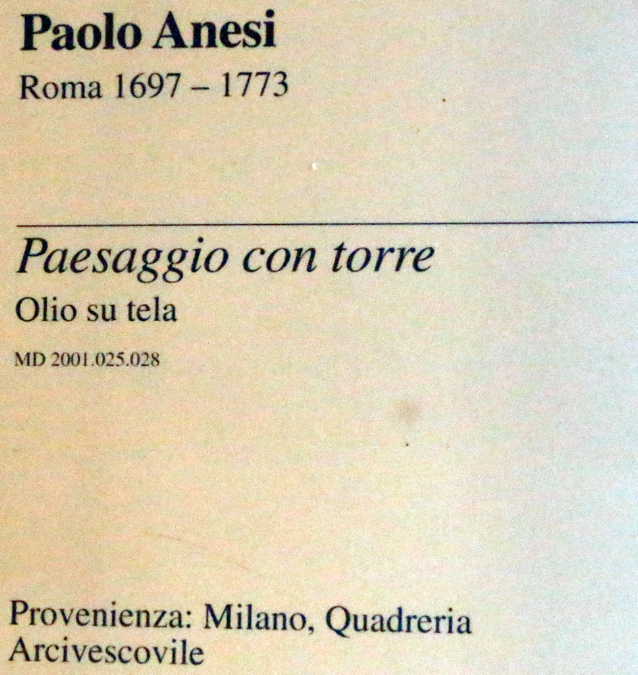 Paolo Anesi
Roma 1697 – 1773
Paesaggio con torre
Olio su tela
MD 2001.025.028
Provenienza: Milano, Quadreria
Arcivescovile